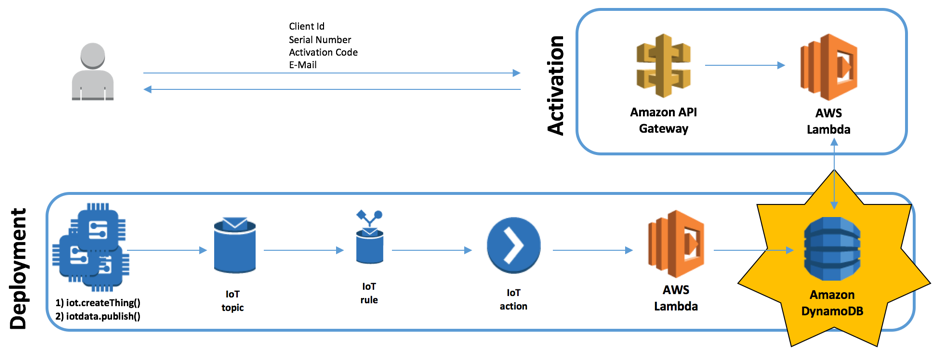 Client Id
Serial Number
Activation Code
E-Mail
Activation
Amazon API
Gateway
AWS
Lambda
Deployment
1) iot.createThing()
2) iotdata.publish()
IoT
topic
IoT
rule
IoT
action
AWS
Lambda
Amazon
DynamoDB